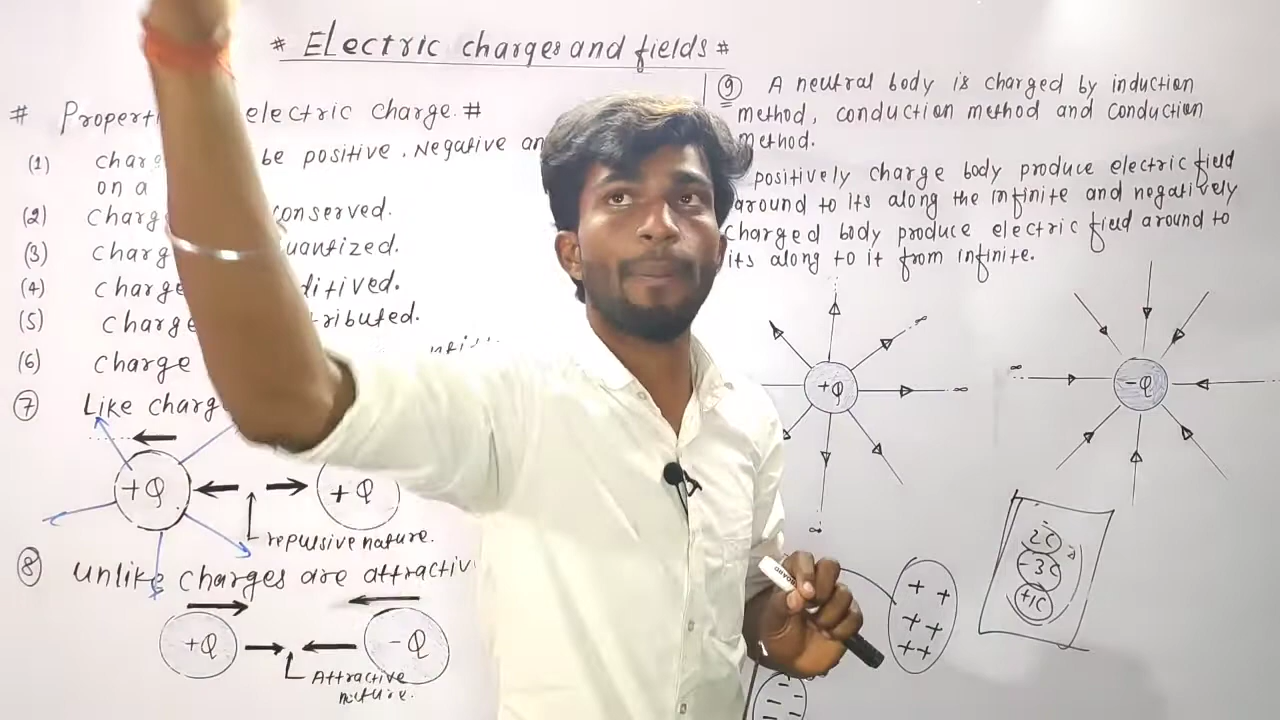 * Electric charges and fields #
# Properti electric charge. #
(1) charg be positive . Negative an
on a
(2) Charg conserved.
(3) charg uantized.
(4) charge ditived.
(5) charge tributed.
(6) charge
(7) Like charg
+Q +Q
repulsive nature.
(8) unlike charges are attractiv
+Q -Q
Attractive
nature.
(9) A neutral body is charged by induction
method, conduction method and conduction
method.
positively charge body produce electric field
around to its along the infinite and negatively
charged body produce electric field around to
its along to it from infinite.
∞
+Q ∞
∞
∞ -Q
+ +
+ +
+ +
2C
-3C
+1C